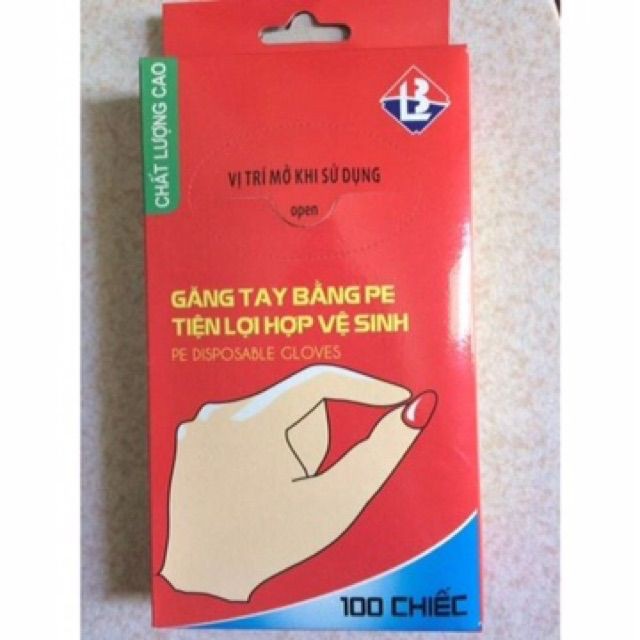 CHẤT LƯỢNG CAO
VỊ TRÍ MỞ KHI SỬ DỤNG
open
GĂNG TAY BẰNG PE
TIỆN LỢI HỢP VỆ SINH
PE DISPOSABLE GLOVES
100 CHIẾC